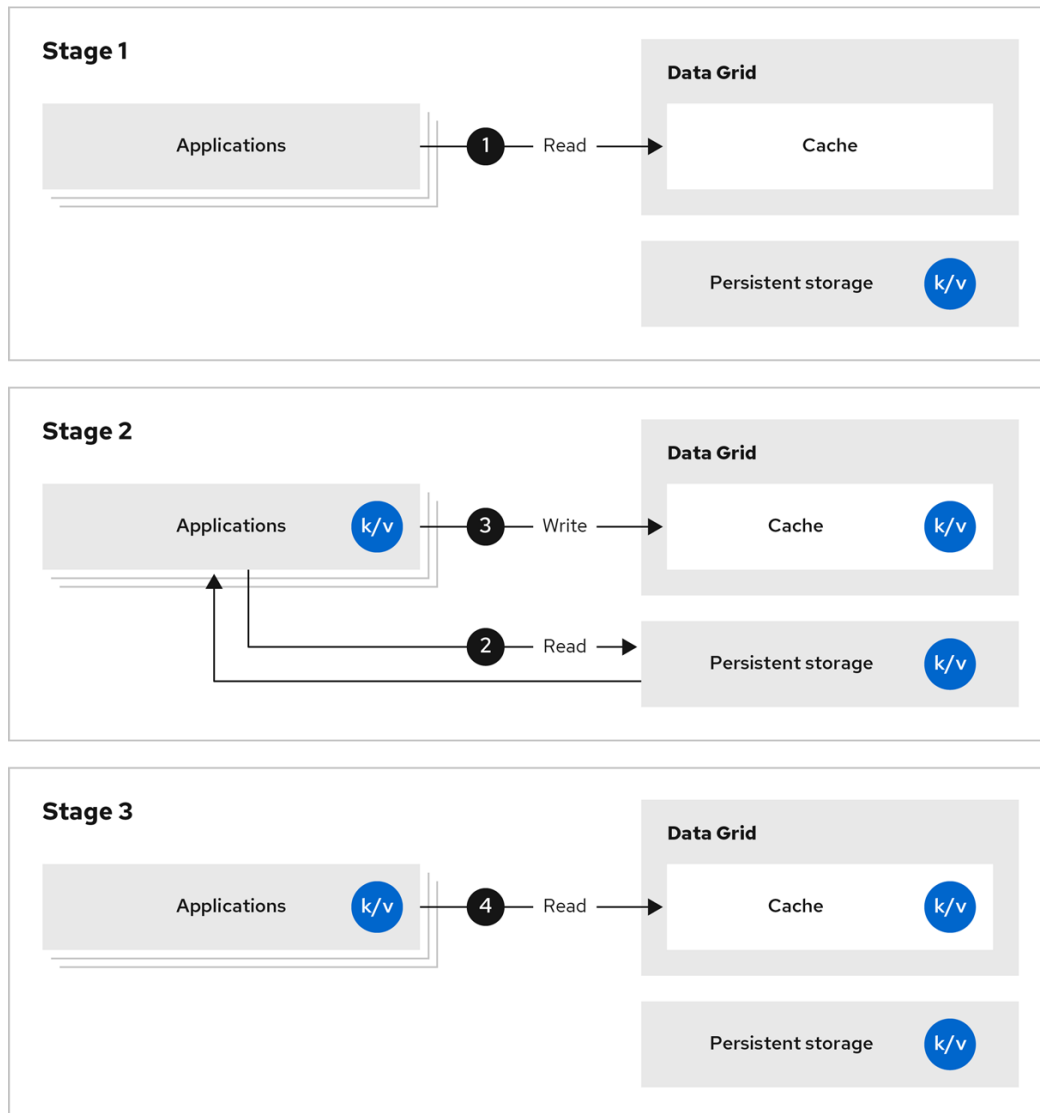 Stage 1
Data Grid
Applications
1
Read
Cache
Persistent storage
k/v
Stage 2
Data Grid
Applications
k/v
3
Write
Cache
k/v
2
Read
Persistent storage
k/v
Stage 3
Data Grid
Applications
k/v
4
Read
Cache
k/v
Persistent storage
k/v